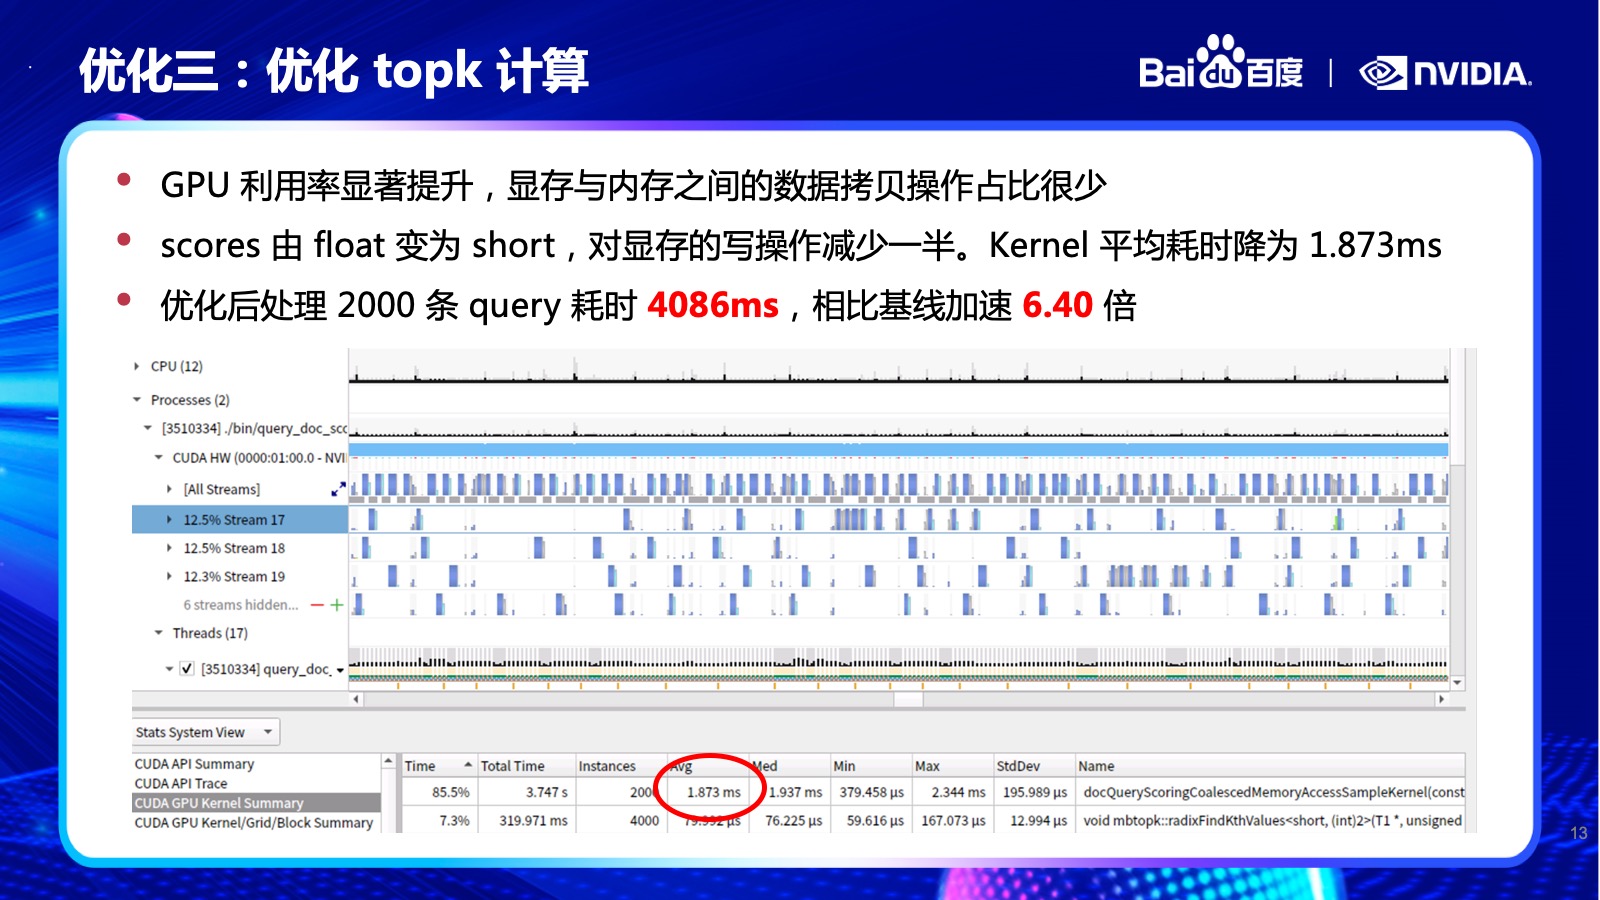 优化三：优化 topk 计算
Bai du 百度 | NVIDIA.
• GPU 利用率显著提升，显存与内存之间的数据拷贝操作占比很少
• scores 由 float 变为 short，对显存的写操作减少一半。Kernel 平均耗时降为 1.873ms
• 优化后处理 2000 条 query 耗时 4086ms，相比基线加速 6.40 倍
CPU (12)
Processes (2)
[3510334] ./bin/query_doc_scc
CUDA HW (0000:01:00.0 - NVI
[All Streams]
12.5% Stream 17
12.5% Stream 18
12.3% Stream 19
6 streams hidden...
Threads (17)
[3510334] query_doc_
Stats System View
CUDA API Summary
CUDA API Trace
CUDA GPU Kernel Summary
CUDA GPU Kernel/Grid/Block Summary
Time Total Time Instances Avg Med Min Max StdDev Name
85.5% 3.747 s 2000 1.873 ms 1.937 ms 379.458 μs 2.344 ms 195.989 μs docQueryScoringCoalescedMemoryAccessSampleKernel(const
7.3% 319.971 ms 4000 76.225 μs 59.616 μs 167.073 μs 12.994 μs void mbtopk::radixFindKthValues<short, (int)2>(T1 *, unsigned
13